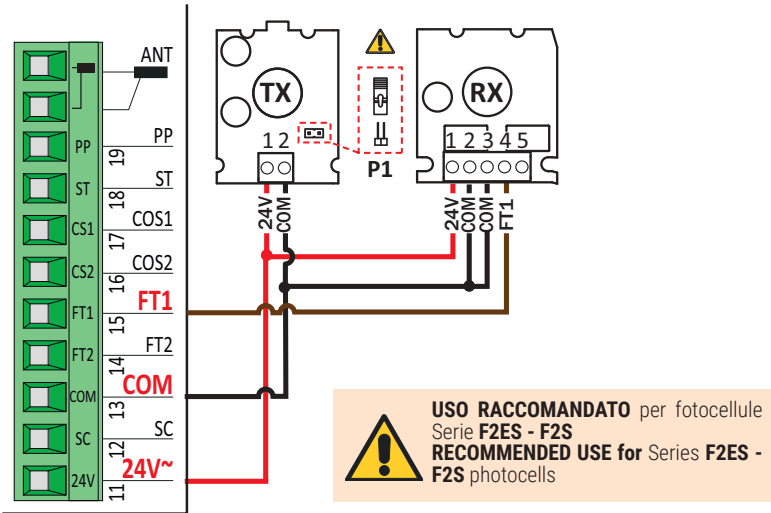 ANT
PP
PP
19
ST
ST
18
CS1
COS1
17
CS2
COS2
16
FT1
FT1
15
FT2
FT2
14
COM
COM
13
SC
SC
12
24V
24V~
11
TX
1 2
24V
COM
P1
RX
1 2 3 4 5
24V
COM
COM
FT1
USO RACCOMANDATO per fotocellule
Serie F2ES - F2S
RECOMMENDED USE for Series F2ES -
F2S photocells